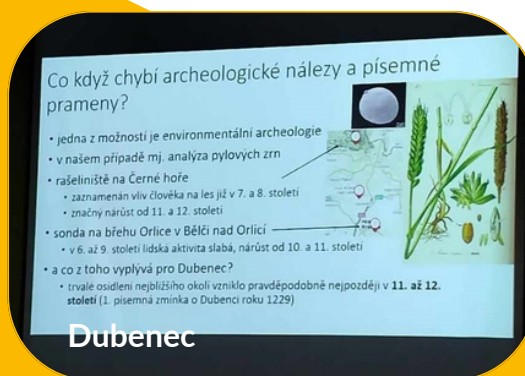 Co když chybí archeologické nálezy a písemné
prameny?
• jedna z možností je environmentální archeologie
• v našem případě mj. analýza pylových zrn
• rašeliniště na Černé hoře
• zaznamenán vliv člověka na les již v 7. a 8. století
• značný nárůst od 11. a 12. století
• sonda na břehu Orlice v Bělči nad Orlicí
• v 6. až 9. století lidská aktivita slabá, nárůst od 10. a 11. století
• a co z toho vyplývá pro Dubenec?
• trvalé osídlení nejbližšího okolí vzniklo pravděpodobně nejpozději v 11. až 12.
století (1. písemná zmínka o Dubenci roku 1229)
Dubenec